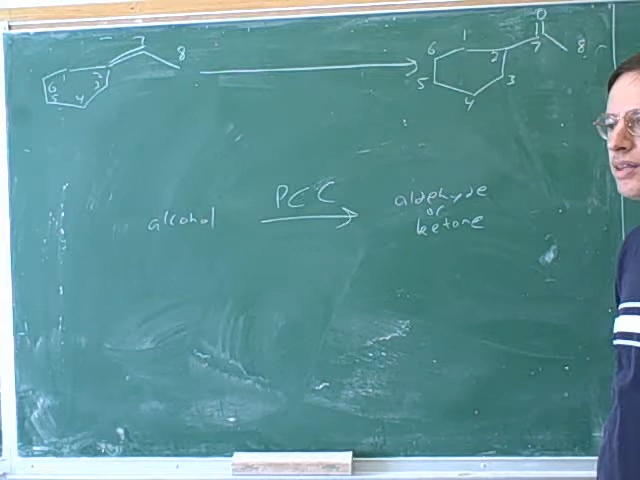 7
8
6 1 2
5 4 3
O
1
6 2 7 8
5 3
4
PCC
alcohol
aldehyde
or
ketone